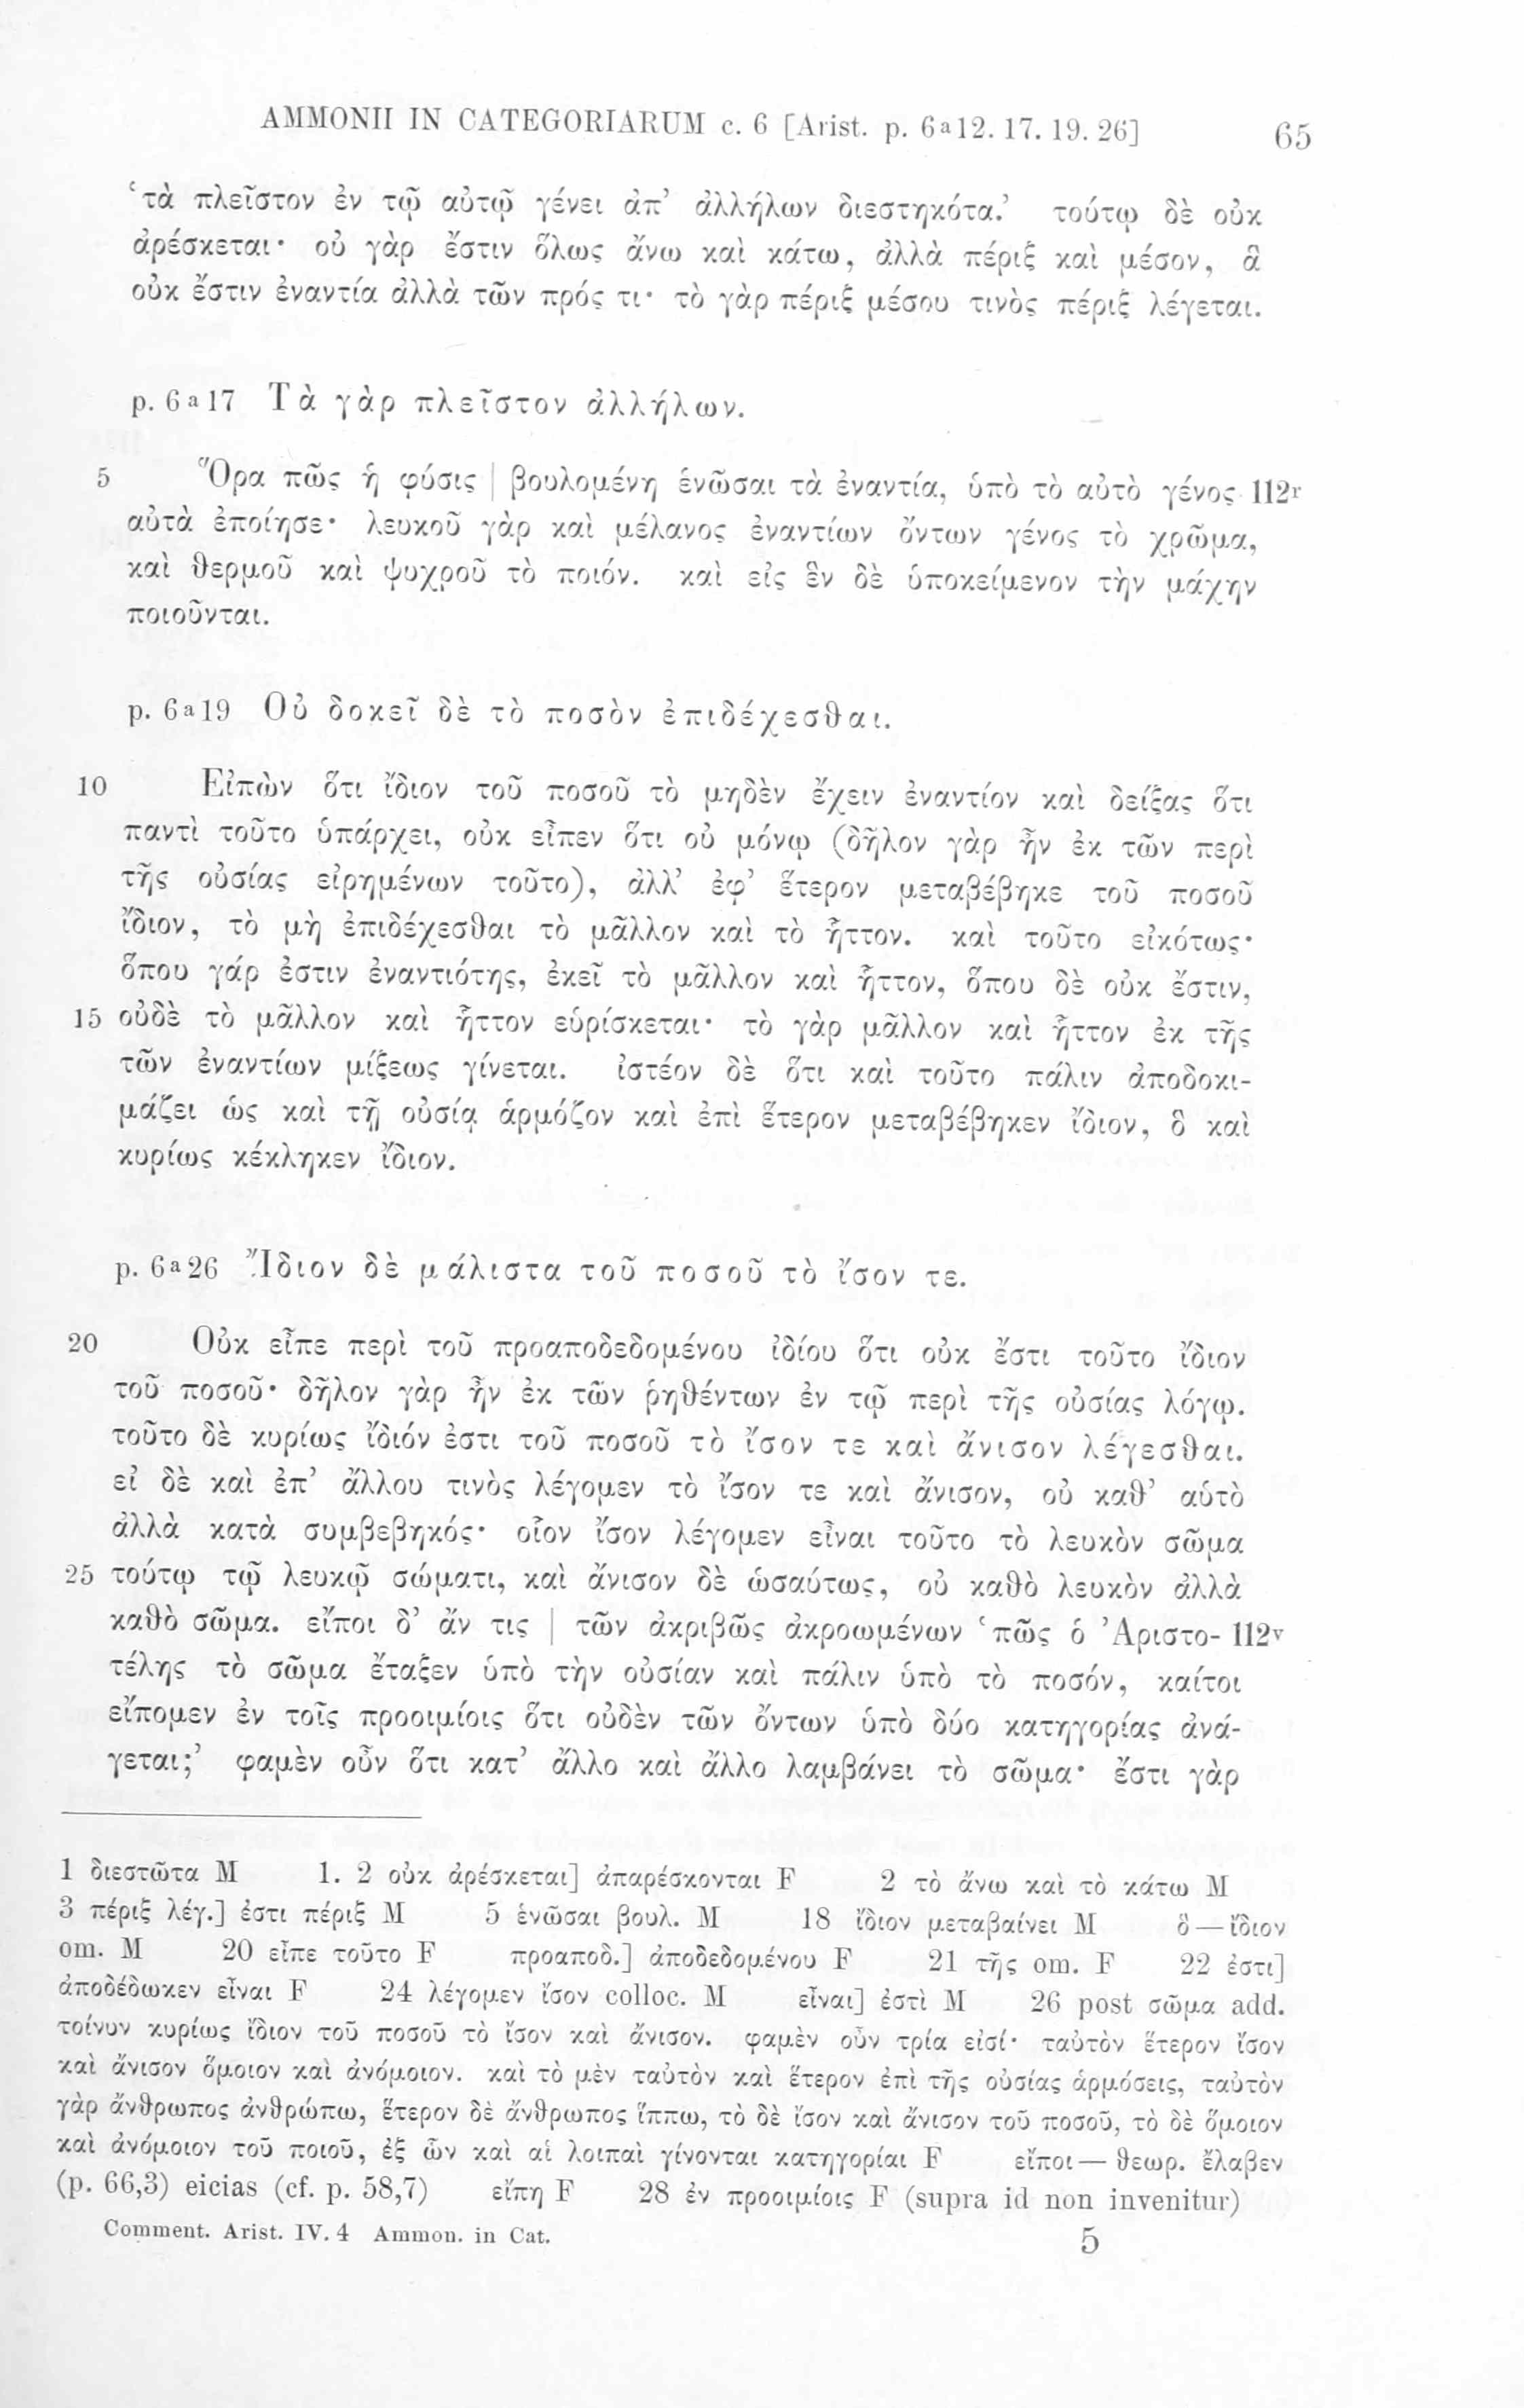 AMMONII IN CATEGORIARUM c. 6 [Arist. p. 6a12. 17. 19. 26] 65
‘τὰ πλεῖστον ἐν τῷ αὐτῷ γένει ἀπ’ ἀλλήλων διεστηκότα.’ τούτῳ δὲ οὐκ
ἀρέσκεται· οὐ γὰρ ἔστιν ὅλως ἄνω καὶ κάτω, ἀλλὰ πέριξ καὶ μέσον, ἃ
οὐκ ἔστιν ἐναντία ἀλλὰ τῶν πρός τι· τὸ γὰρ πέριξ μέσου τινὸς πέριξ λέγεται.
p. 6a17 Τὰ γὰρ πλεῖστον ἀλλήλων.
5 Ὅρα πῶς ἡ φύσις | βουλομένη ἑνῶσαι τὰ ἐναντία, ὑπὸ τὸ αὐτὸ γένος 112r
αὐτὰ ἐποίησε· λευκοῦ γὰρ καὶ μέλανος ἐναντίων ὄντων γένος τὸ χρῶμα,
καὶ θερμοῦ καὶ ψυχροῦ τὸ ποιόν. καὶ εἰς ἓν δὲ ὑποκείμενον τὴν μάχην
ποιοῦνται.
p. 6a19 Οὐ δοκεῖ δὲ τὸ ποσὸν ἐπιδέχεσθαι.
10 Εἰπὼν ὅτι ἴδιον τοῦ ποσοῦ τὸ μηδὲν ἔχειν ἐναντίον καὶ δείξας ὅτι
παντὶ τοῦτο ὑπάρχει, οὐκ εἶπεν ὅτι οὐ μόνῳ (δῆλον γὰρ ἦν ἐκ τῶν περὶ
τῆς οὐσίας εἰρημένων τοῦτο), ἀλλ’ ἐφ’ ἕτερον μεταβέβηκε τοῦ ποσοῦ
ἴδιον, τὸ μὴ ἐπιδέχεσθαι τὸ μᾶλλον καὶ τὸ ἧττον. καὶ τοῦτο εἰκότως·
ὅπου γάρ ἐστιν ἐναντιότης, ἐκεῖ τὸ μᾶλλον καὶ ἧττον, ὅπου δὲ οὐκ ἔστιν,
15 οὐδὲ τὸ μᾶλλον καὶ ἧττον εὑρίσκεται· τὸ γὰρ μᾶλλον καὶ ἧττον ἐκ τῆς
τῶν ἐναντίων μίξεως γίνεται. ἰστέον δὲ ὅτι καὶ τοῦτο πάλιν ἀποδοκι-
μάζει ὡς καὶ τῇ οὐσίᾳ ἁρμόζον καὶ ἐπὶ ἕτερον μεταβέβηκεν ἴδιον, ὃ καὶ
κυρίως κέκληκεν ἴδιον.
p. 6a26 Ἴδιον δὲ μάλιστα τοῦ ποσοῦ τὸ ἴσον τε.
20 Οὐκ εἶπε περὶ τοῦ προαποδεδομένου ἰδίου ὅτι οὐκ ἔστι τοῦτο ἴδιον
τοῦ ποσοῦ· δῆλον γὰρ ἦν ἐκ τῶν ῥηθέντων ἐν τῷ περὶ τῆς οὐσίας λόγῳ.
τοῦτο δὲ κυρίως ἴδιόν ἐστι τοῦ ποσοῦ τὸ ἴσον τε καὶ ἄνισον λέγεσθαι.
εἰ δὲ καὶ ἐπ’ ἄλλου τινὸς λέγομεν τὸ ἴσον τε καὶ ἄνισον, οὐ καθ’ αὑτὸ
ἀλλὰ κατὰ συμβεβηκός· οἷον ἴσον λέγομεν εἶναι τοῦτο τὸ λευκὸν σῶμα
25 τούτῳ τῷ λευκῷ σώματι, καὶ ἄνισον δὲ ὡσαύτως, οὐ καθὸ λευκὸν ἀλλὰ
καθὸ σῶμα. εἴποι δ’ ἄν τις | τῶν ἀκριβῶς ἀκροωμένων ‘πῶς ὁ Ἀριστο- 112v
τέλης τὸ σῶμα ἔταξεν ὑπὸ τὴν οὐσίαν καὶ πάλιν ὑπὸ τὸ ποσόν, καίτοι
εἴπομεν ἐν τοῖς προοιμίοις ὅτι οὐδὲν τῶν ὄντων ὑπὸ δύο κατηγορίας ἀνά-
γεται;’ φαμὲν οὖν ὅτι κατ’ ἄλλο καὶ ἄλλο λαμβάνει τὸ σῶμα· ἔστι γὰρ
1 διεστῶτα M 1. 2 οὐκ ἀρέσκεται] ἀπαρέσκονται F 2 τὸ ἄνω καὶ τὸ κάτω M
3 πέριξ λέγ.] ἐστι πέριξ M 5 ἑνῶσαι βουλ. M 18 ἴδιον μεταβαίνει M ὃ — ἴδιον
om. M 20 εἶπε τοῦτο F προαποδ.] ἀποδεδομένου F 21 τῆς om. F 22 ἐστι]
ἀποδέδωκεν εἶναι F 24 λέγομεν ἴσον colloc. M εἶναι] ἐστὶ M 26 post σῶμα add.
τοίνυν κυρίως ἴδιον τοῦ ποσοῦ τὸ ἴσον καὶ ἄνισον. φαμὲν οὖν τρία εἰσί· ταὐτὸν ἕτερον ἴσον
καὶ ἄνισον ὅμοιον καὶ ἀνόμοιον. καὶ τὸ μὲν ταὐτὸν καὶ ἕτερον ἐπὶ τῆς οὐσίας ἁρμόσεις, ταὐτὸν
γὰρ ἄνθρωπος ἀνθρώπω, ἕτερον δὲ ἄνθρωπος ἵππω, τὸ δὲ ἴσον καὶ ἄνισον τοῦ ποσοῦ, τὸ δὲ ὅμοιον
καὶ ἀνόμοιον τοῦ ποιοῦ, ἐξ ὧν καὶ αἱ λοιπαὶ γίνονται κατηγορίαι F εἴποι — θεωρ. ἔλαβεν
(p. 66,3) eicias (cf. p. 58,7) εἴπη F 28 ἐν προοιμίοις F (supra id non invenitur)
Comment. Arist. IV. 4 Ammon. in Cat. 5